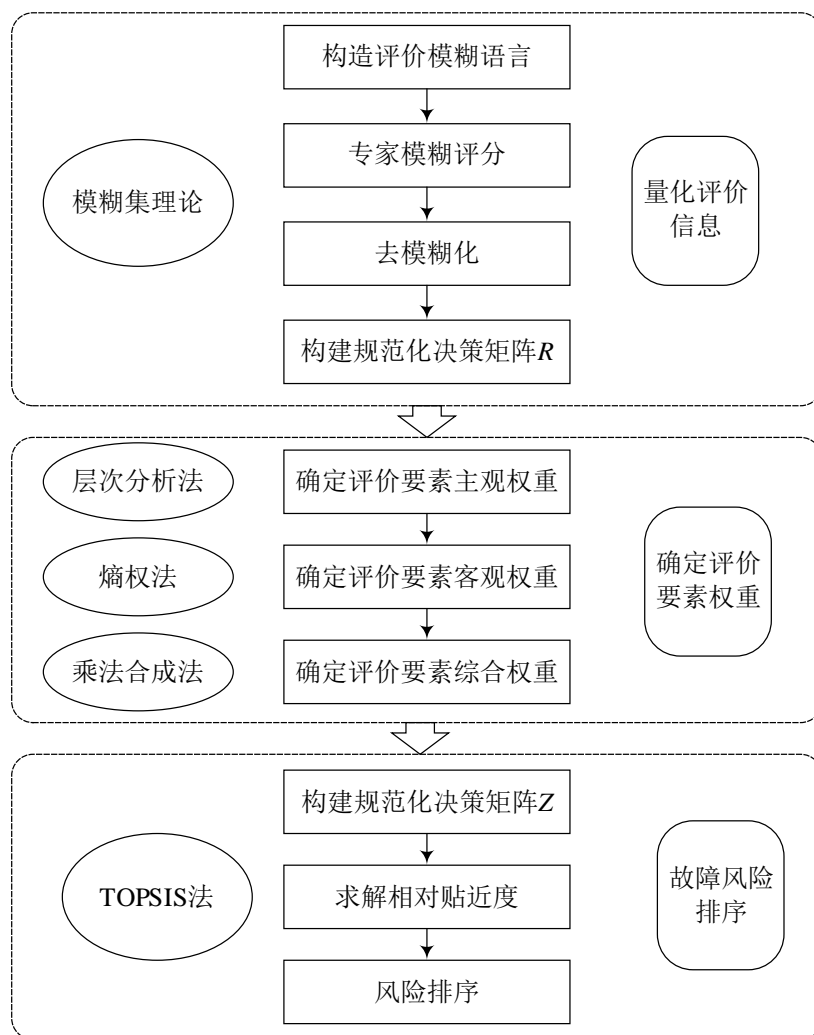 构造评价模糊语言
专家模糊评分
模糊集理论
去模糊化
构建规范化决策矩阵R
量化评价
信息
层次分析法
确定评价要素主观权重
熵权法
确定评价要素客观权重
乘法合成法
确定评价要素综合权重
确定评价
要素权重
构建规范化决策矩阵Z
TOPSIS法
求解相对贴近度
风险排序
故障风险
排序